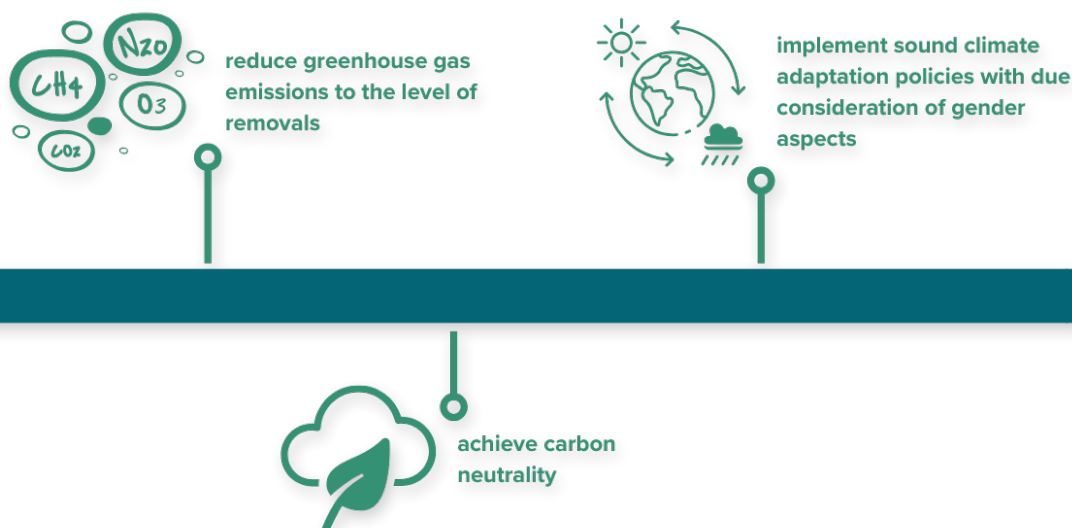 N2O
CH4
O3
CO2
reduce greenhouse gas
emissions to the level of
removals
implement sound climate
adaptation policies with due
consideration of gender
aspects
achieve carbon
neutrality